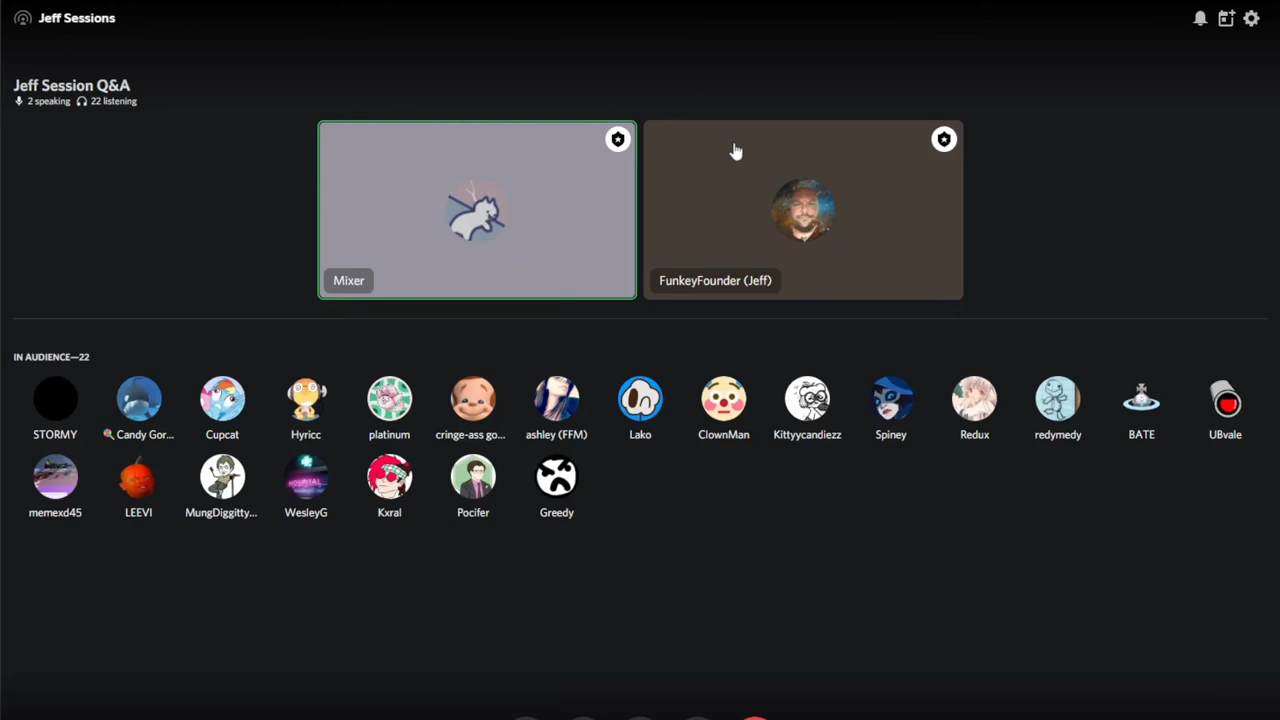 Jeff Sessions
Jeff Session Q&A
2 speaking 22 listening
Mixer
FunkeyFounder (Jeff)
IN AUDIENCE—22
STORMY
Candy Gor...
Cupcat
Hyricc
platinum
cringe-ass go...
ashley (FFM)
Lako
ClownMan
Kittyycandiezz
Spiney
Redux
redymedy
BATE
UBvale
memexd45
LEEVI
MungDiggitty...
WesleyG
Kxral
Pocifer
Greedy
HOSPITAL